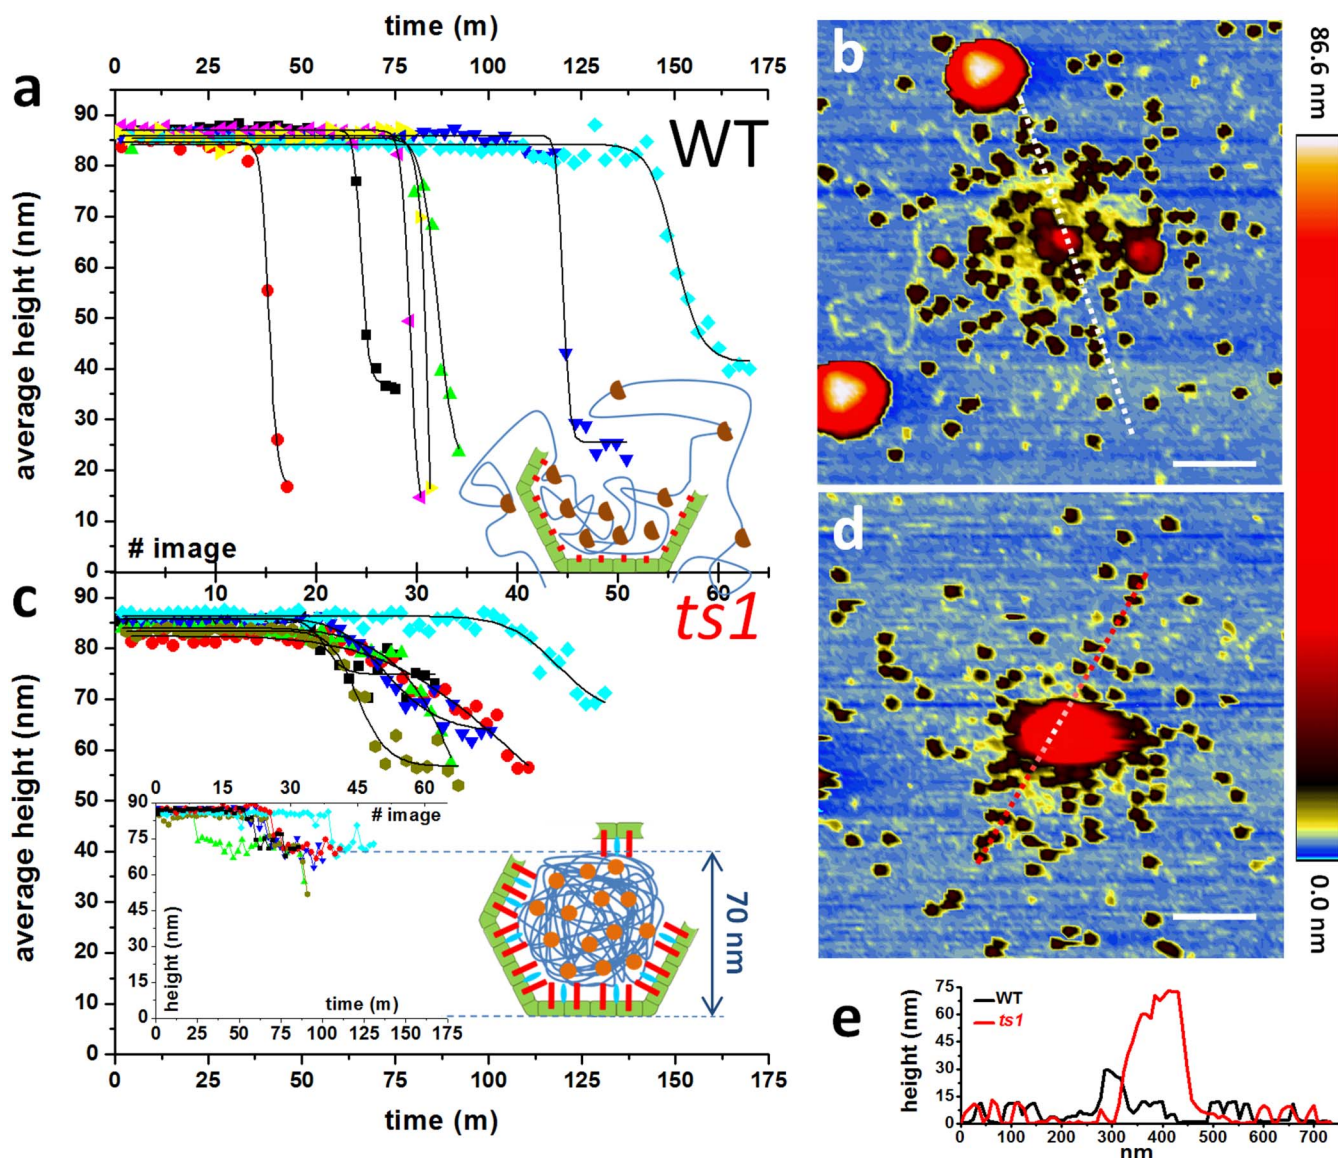 time (m)
0 25 50 75 100 125 150 175
a
WT
90
80
70
60
50
40
30
20
10
0
average height (nm)
# image
10 20 30 40 50 60
c
ts1
90
80
70
60
50
40
30
20
10
0
average height (nm)
0 15 30 45 60
# image
90
75
60
45
30
15
0
height (nm)
time (m)
0 25 50 75 100 125 150 175
70 nm
0 25 50 75 100 125 150 175
time (m)
b
86.6 nm
d
0.0 nm
e
75
60
45
30
15
0
height (nm)
WT
ts1
0 100 200 300 400 500 600 700
nm